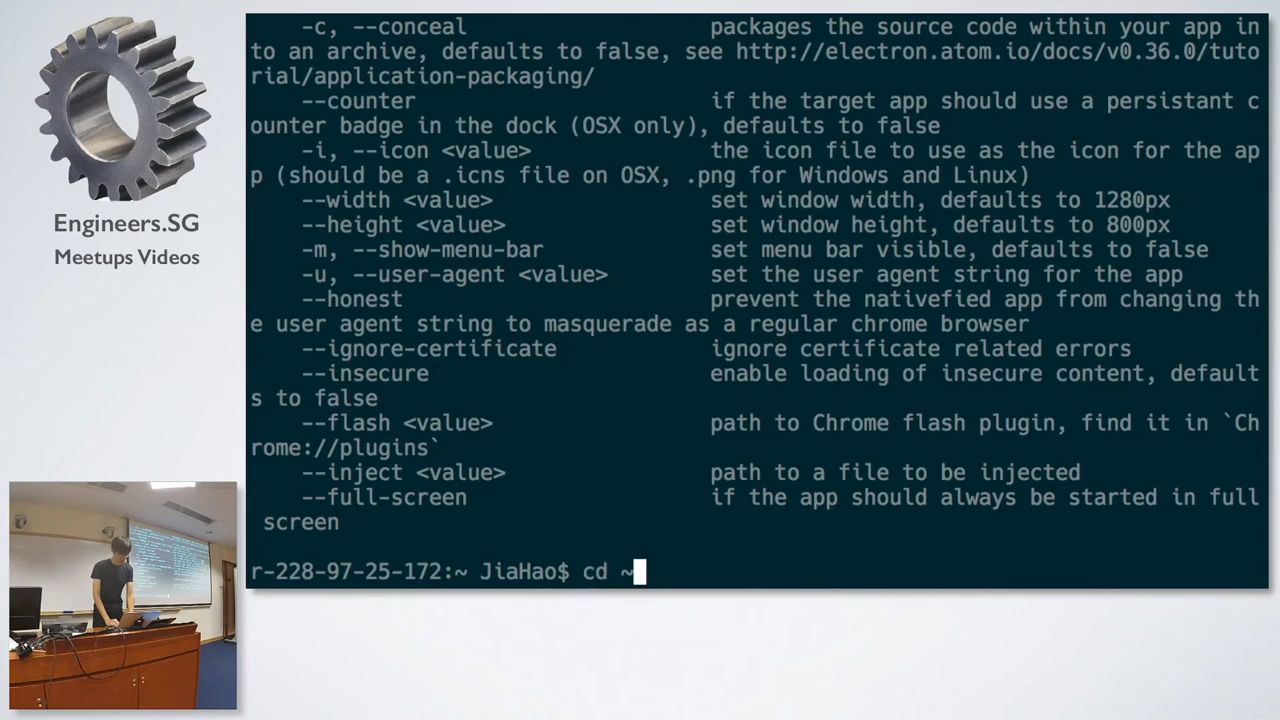 -c, --conceal packages the source code within your app in
to an archive, defaults to false, see http://electron.atom.io/docs/v0.36.0/tuto
rial/application-packaging/
--counter if the target app should use a persistant c
ounter badge in the dock (OSX only), defaults to false
-i, --icon <value> the icon file to use as the icon for the ap
p (should be a .icns file on OSX, .png for Windows and Linux)
--width <value> set window width, defaults to 1280px
--height <value> set window height, defaults to 800px
-m, --show-menu-bar set menu bar visible, defaults to false
-u, --user-agent <value> set the user agent string for the app
--honest prevent the nativefied app from changing th
e user agent string to masquerade as a regular chrome browser
--ignore-certificate ignore certificate related errors
--insecure enable loading of insecure content, default
s to false
--flash <value> path to Chrome flash plugin, find it in `Ch
rome://plugins`
--inject <value> path to a file to be injected
--full-screen if the app should always be started in full
screen
r-228-97-25-172:~ JiaHao$ cd ~
Engineers.SG
Meetups Videos